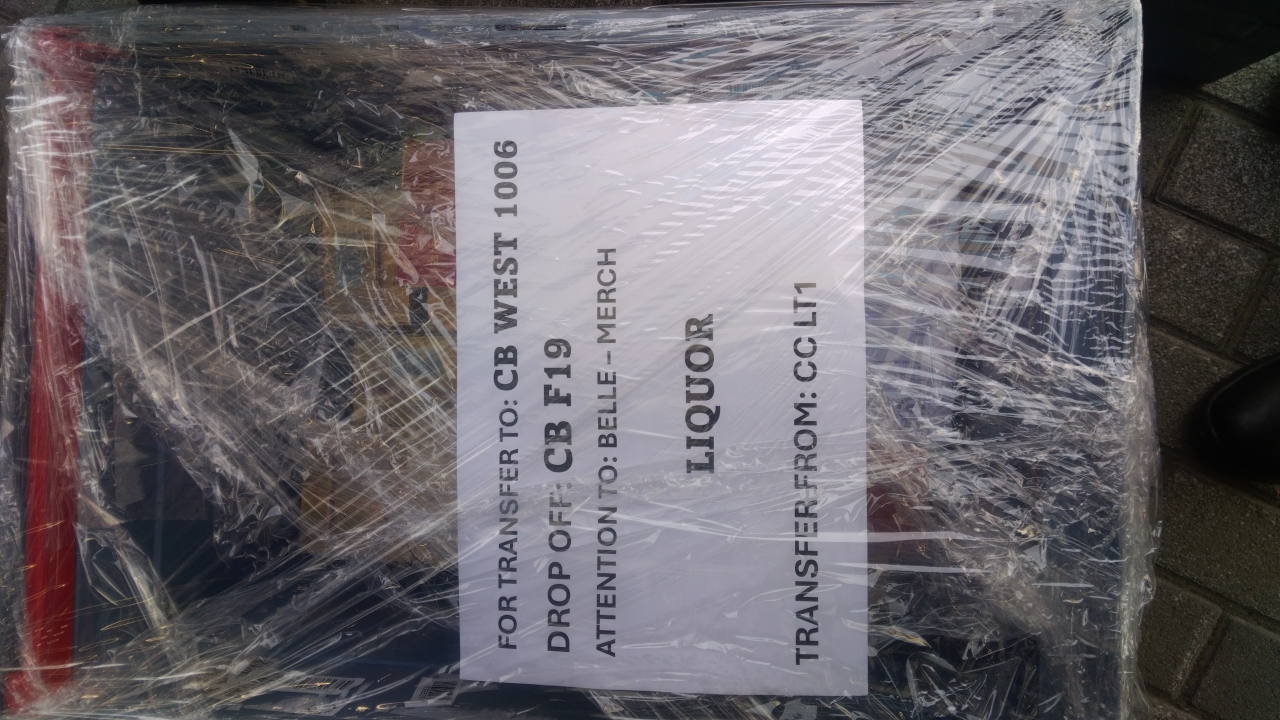 FOR TRANSFER TO: CB WEST 1006
DROP OFF: CB F19
ATTENTION TO: BELLE – MERCH
LIQUOR
TRANSFER FROM: CC LT1